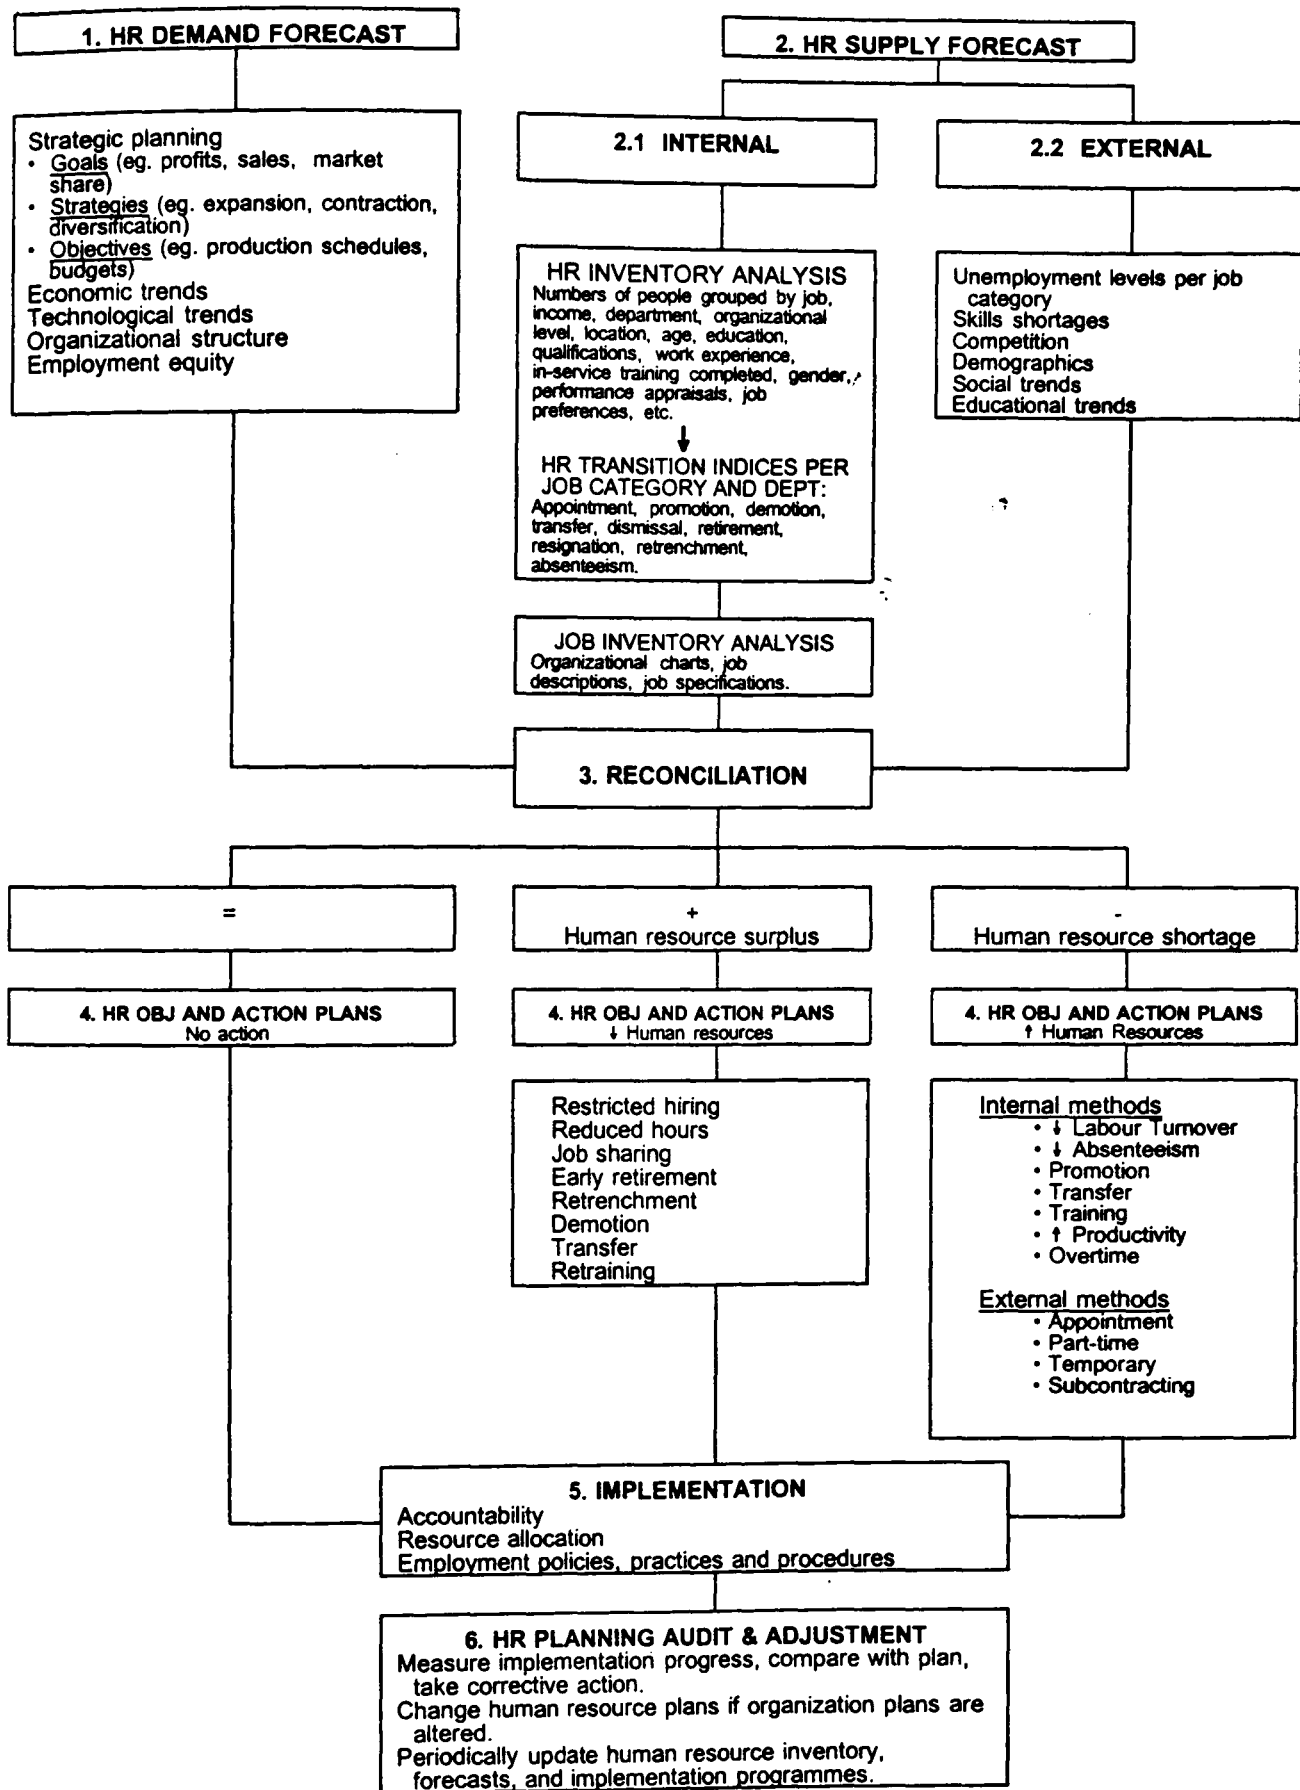 1. HR DEMAND FORECAST
2. HR SUPPLY FORECAST
Strategic planning
• Goals (eg. profits, sales, market
share)
• Strategies (eg. expansion, contraction,
diversification)
• Objectives (eg. production schedules,
budgets)
Economic trends
Technological trends
Organizational structure
Employment equity
2.1 INTERNAL
2.2 EXTERNAL
HR INVENTORY ANALYSIS
Numbers of people grouped by job,
income, department, organizational
level, location, age, education,
qualifications, work experience,
in-service training completed, gender,
performance appraisals, job
preferences, etc.
↓
HR TRANSITION INDICES PER
JOB CATEGORY AND DEPT:
Appointment, promotion, demotion,
transfer, dismissal, retirement,
resignation, retrenchment,
absenteeism.
Unemployment levels per job
category
Skills shortages
Competition
Demographics
Social trends
Educational trends
JOB INVENTORY ANALYSIS
Organizational charts, job
descriptions, job specifications.
3. RECONCILIATION
=
+
Human resource surplus
-
Human resource shortage
4. HR OBJ AND ACTION PLANS
No action
4. HR OBJ AND ACTION PLANS
↓ Human resources
4. HR OBJ AND ACTION PLANS
↑ Human Resources
Restricted hiring
Reduced hours
Job sharing
Early retirement
Retrenchment
Demotion
Transfer
Retraining
Internal methods
• ↓ Labour Turnover
• ↓ Absenteeism
• Promotion
• Transfer
• Training
• ↑ Productivity
• Overtime
External methods
• Appointment
• Part-time
• Temporary
• Subcontracting
5. IMPLEMENTATION
Accountability
Resource allocation
Employment policies, practices and procedures
6. HR PLANNING AUDIT & ADJUSTMENT
Measure implementation progress, compare with plan,
take corrective action.
Change human resource plans if organization plans are
altered.
Periodically update human resource inventory,
forecasts, and implementation programmes.